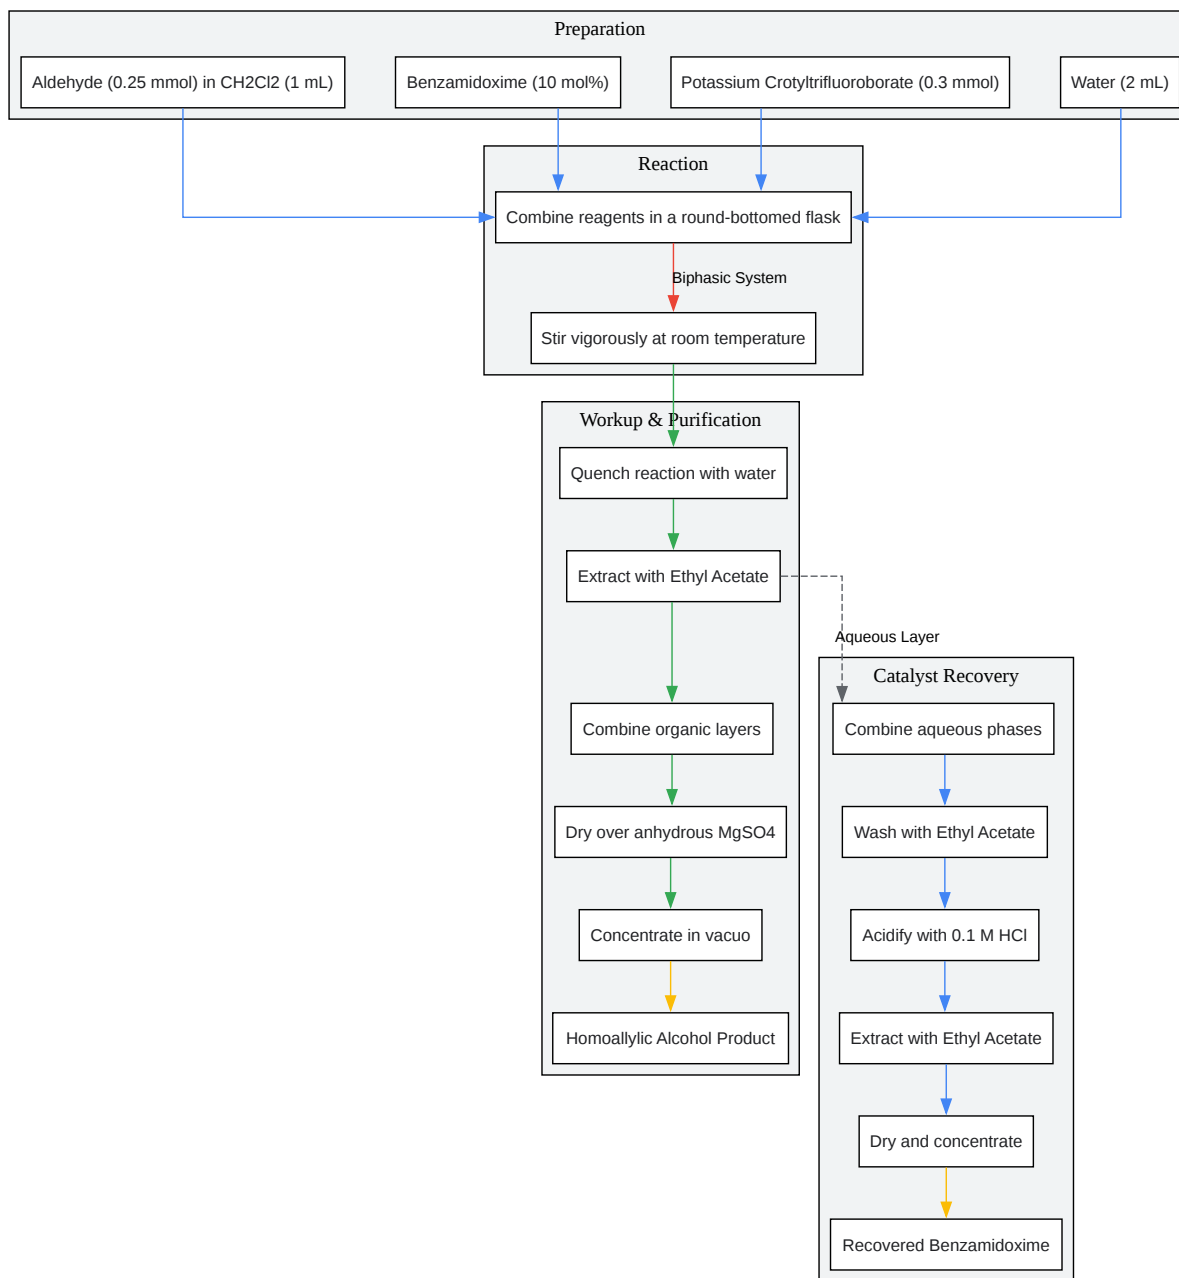 Preparation
Aldehyde (0.25 mmol) in CH2Cl2 (1 mL)
Benzamidoxime (10 mol%)
Potassium Crotyltrifluoroborate (0.3 mmol)
Water (2 mL)
Reaction
Combine reagents in a round-bottomed flask
Biphasic System
Stir vigorously at room temperature
Workup & Purification
Quench reaction with water
Extract with Ethyl Acetate
Aqueous Layer
Combine organic layers
Dry over anhydrous MgSO4
Concentrate in vacuo
Homoallylic Alcohol Product
Catalyst Recovery
Combine aqueous phases
Wash with Ethyl Acetate
Acidify with 0.1 M HCl
Extract with Ethyl Acetate
Dry and concentrate
Recovered Benzamidoxime